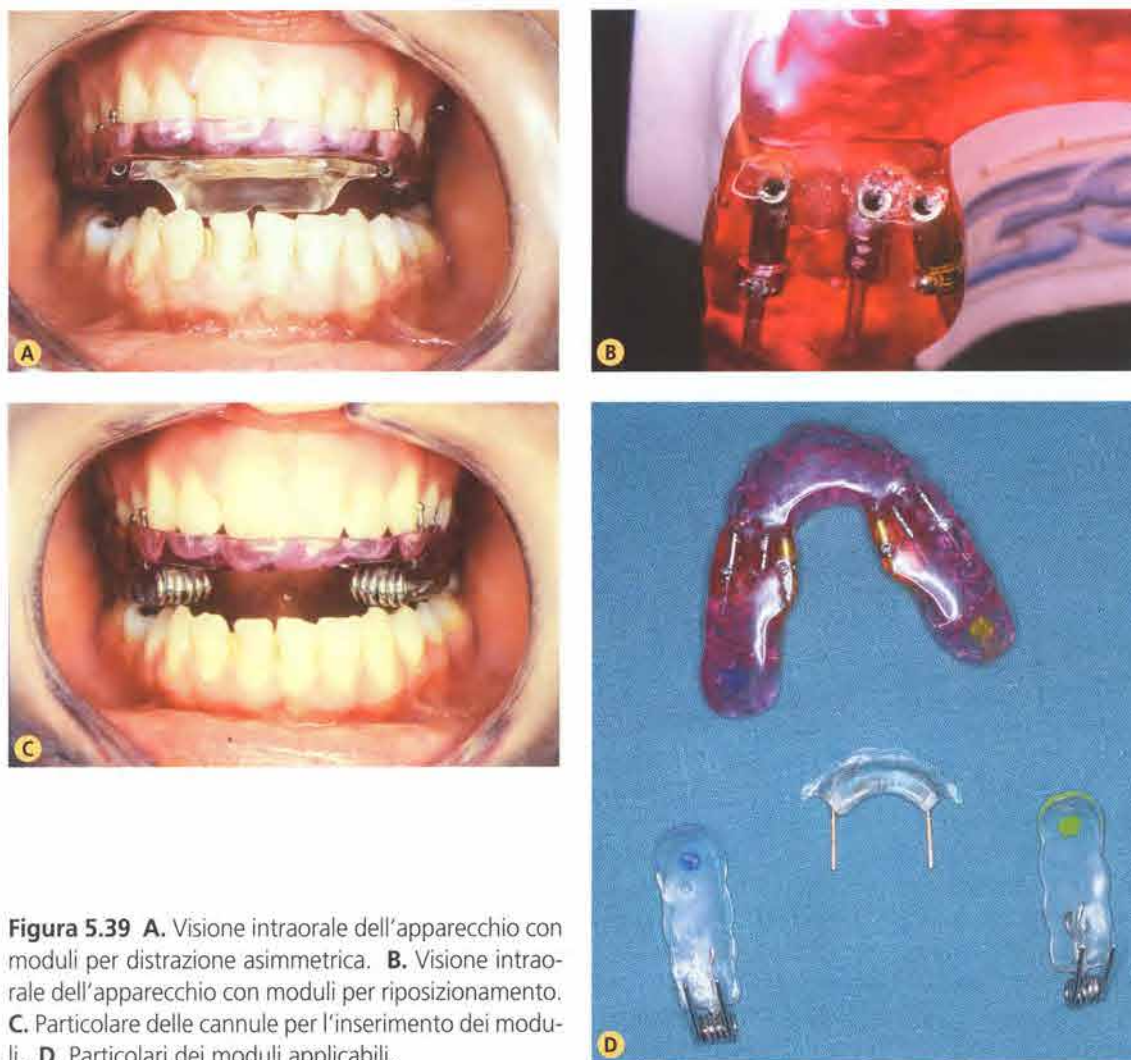 A
B
C
D
Figura 5.39 A. Visione intraorale dell'apparecchio con
moduli per distrazione asimmetrica. B. Visione intrao-
rale dell'apparecchio con moduli per riposizionamento.
C. Particolare delle cannule per l'inserimento dei modu-
li. D. Particolari dei moduli applicabili.